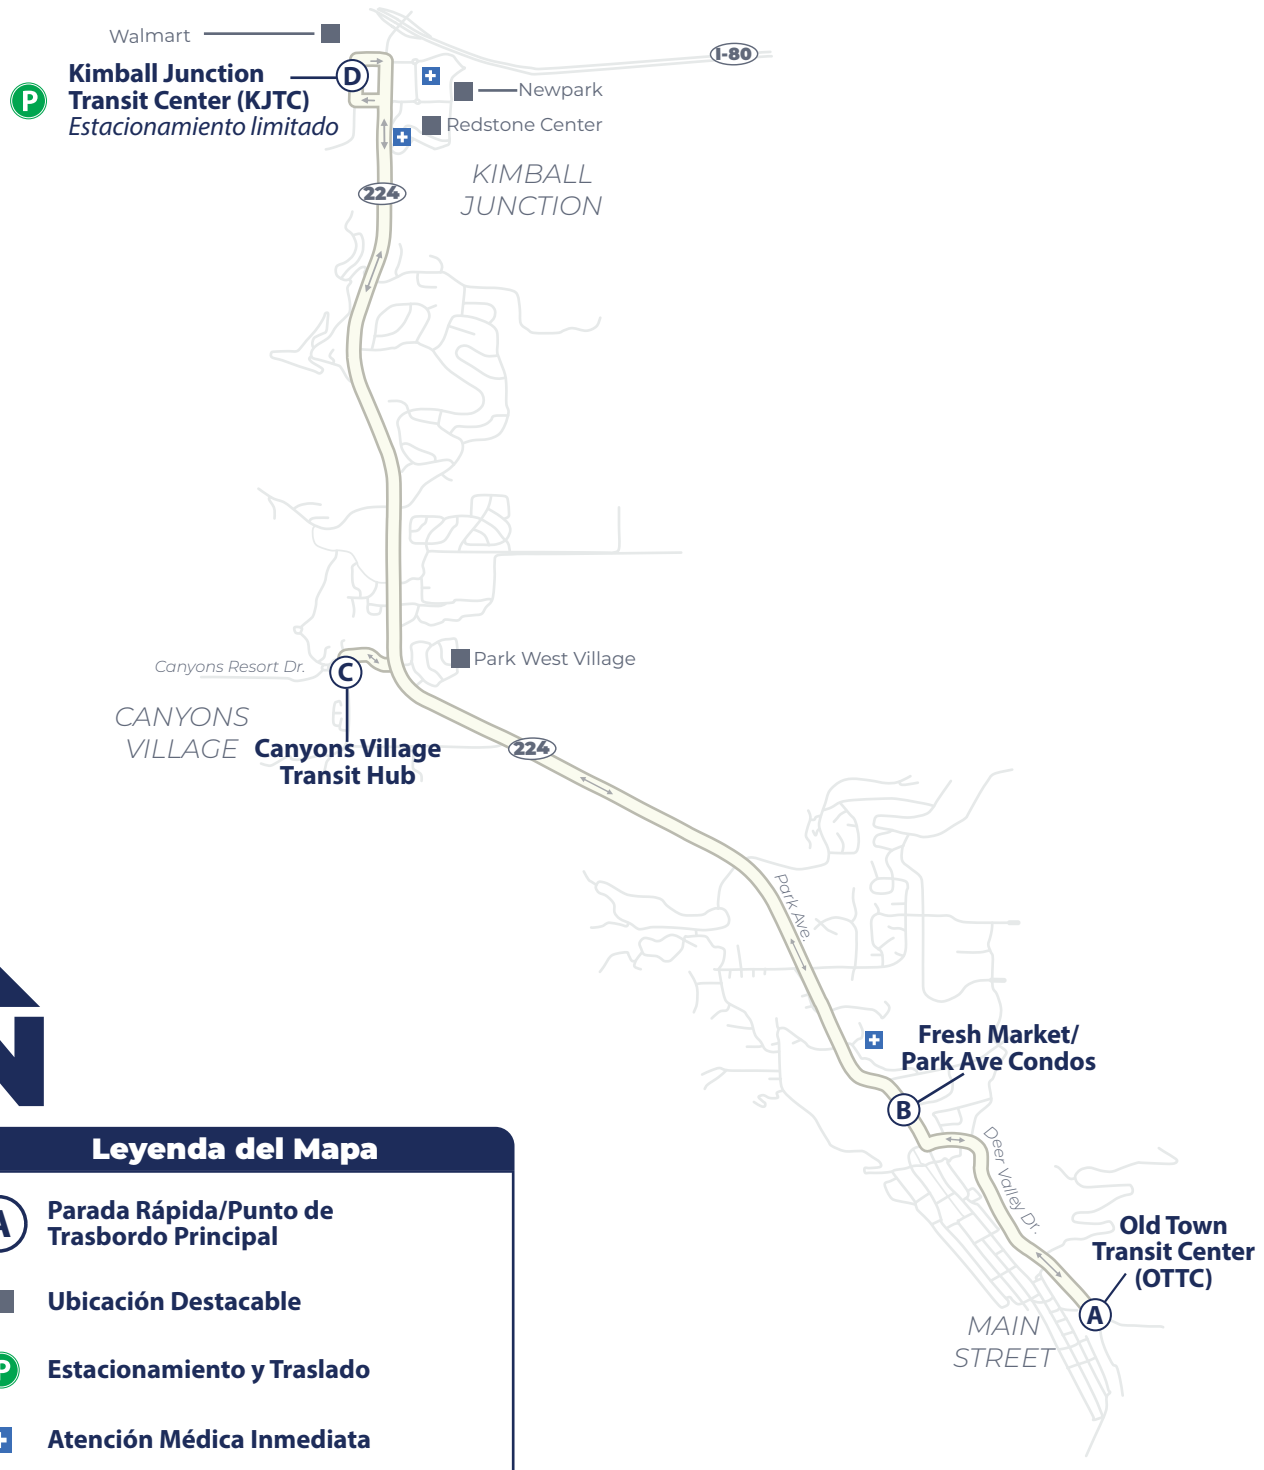 Walmart
I-80
Kimball Junction
Transit Center (KJTC)
Estacionamiento limitado
P
D
Newpark
Redstone Center
KIMBALL
JUNCTION
224
Canyons Resort Dr.
C
Park West Village
CANYONS
VILLAGE
Canyons Village
Transit Hub
224
Park Ave.
Fresh Market/
Park Ave Condos
B
Deer Valley Dr.
Old Town
Transit Center
(OTTC)
A
MAIN
STREET
N
Leyenda del Mapa
A
Parada Rápida/Punto de
Trasbordo Principal
Ubicación Destacable
P
Estacionamiento y Traslado
Atención Médica Inmediata